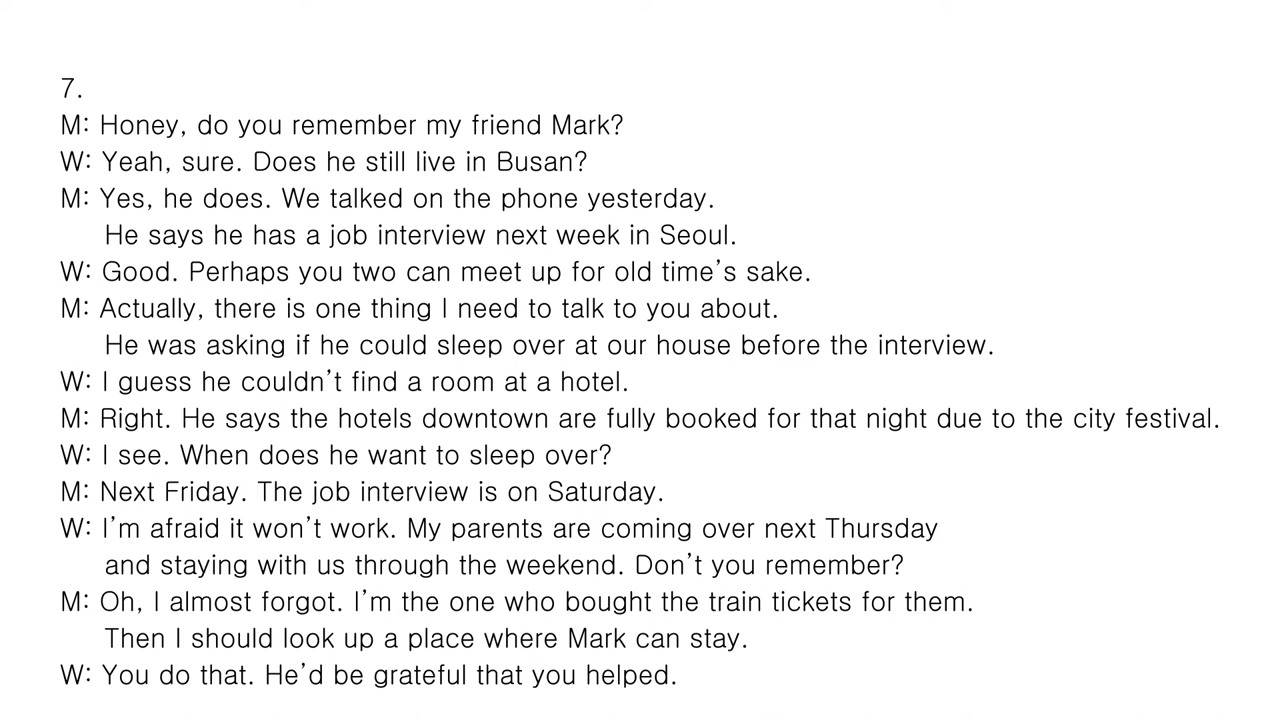 7.
M: Honey, do you remember my friend Mark?
W: Yeah, sure. Does he still live in Busan?
M: Yes, he does. We talked on the phone yesterday.
He says he has a job interview next week in Seoul.
W: Good. Perhaps you two can meet up for old time’s sake.
M: Actually, there is one thing I need to talk to you about.
He was asking if he could sleep over at our house before the interview.
W: I guess he couldn’t find a room at a hotel.
M: Right. He says the hotels downtown are fully booked for that night due to the city festival.
W: I see. When does he want to sleep over?
M: Next Friday. The job interview is on Saturday.
W: I’m afraid it won’t work. My parents are coming over next Thursday
and staying with us through the weekend. Don’t you remember?
M: Oh, I almost forgot. I’m the one who bought the train tickets for them.
Then I should look up a place where Mark can stay.
W: You do that. He’d be grateful that you helped.